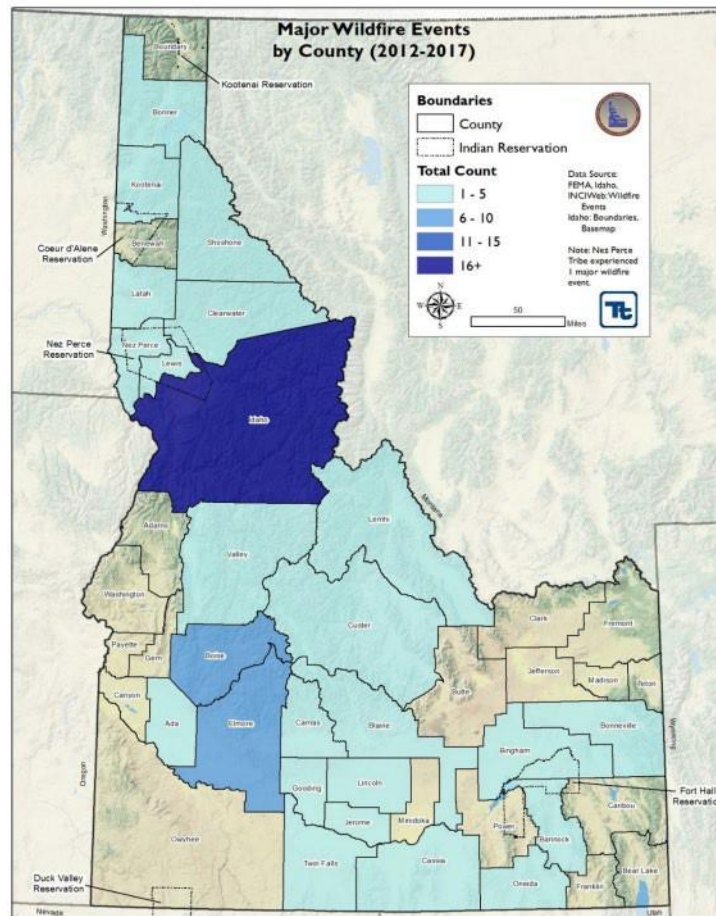 Major Wildfire Events
by County (2012-2017)
Boundary
Kootenai Reservation
Bonner
Boundaries
County
Indian Reservation
Total Count
1 - 5
6 - 10
11 - 15
16+
Data Source:
FEMA, Idaho,
INCIWeb: Wildfire
Events
Idaho: Boundaries,
Basemap
Note: Nez Perce
Tribe experienced
1 major wildfire
event.
N
W
E
S
50
Miles
Tt
Kootenai
Washington
Coeur d'Alene
Reservation
Benewah
Shoshone
Latah
Clearwater
Nez Perce
Reservation
Nez Perce
Lewis
Idaho
Montana
Adams
Lemhi
Valley
Washington
Custer
Clark
Fremont
Payette
Gem
Boise
Butte
Jefferson
Madison
Teton
Canyon
Ada
Elmore
Camas
Blaine
Bonneville
Bingham
Wyoming
Oregon
Gooding
Lincoln
Fort Hall
Reservation
Caribou
Jerome
Minidoka
Power
Bannock
Owyhee
Twin Falls
Cassia
Oneida
Bear Lake
Franklin
Duck Valley
Reservation
Nevada
Utah